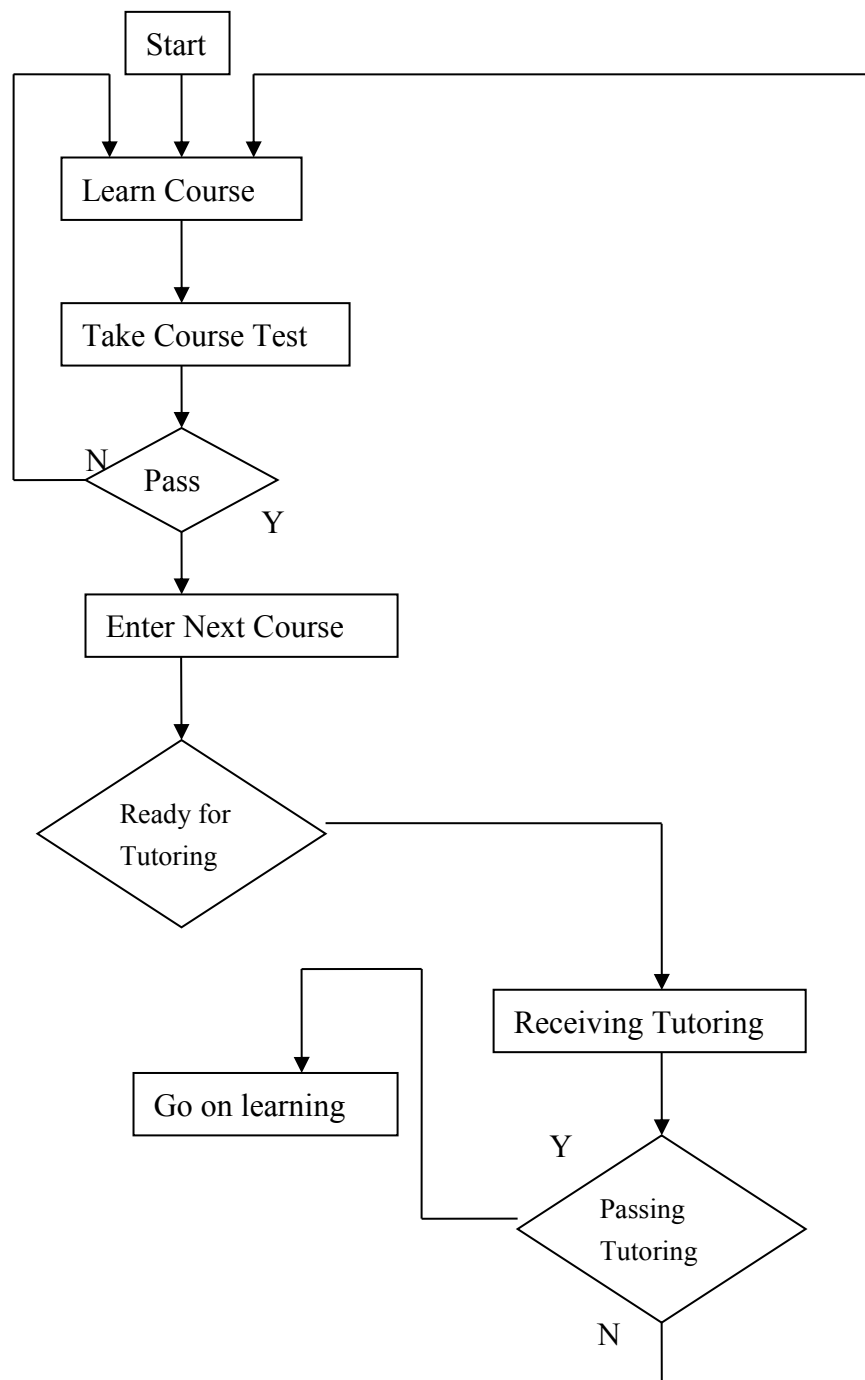 Start
Learn Course
Take Course Test
N
Pass
Y
Enter Next Course
Ready for
Tutoring
Receiving Tutoring
Go on learning
Y
Passing
Tutoring
N